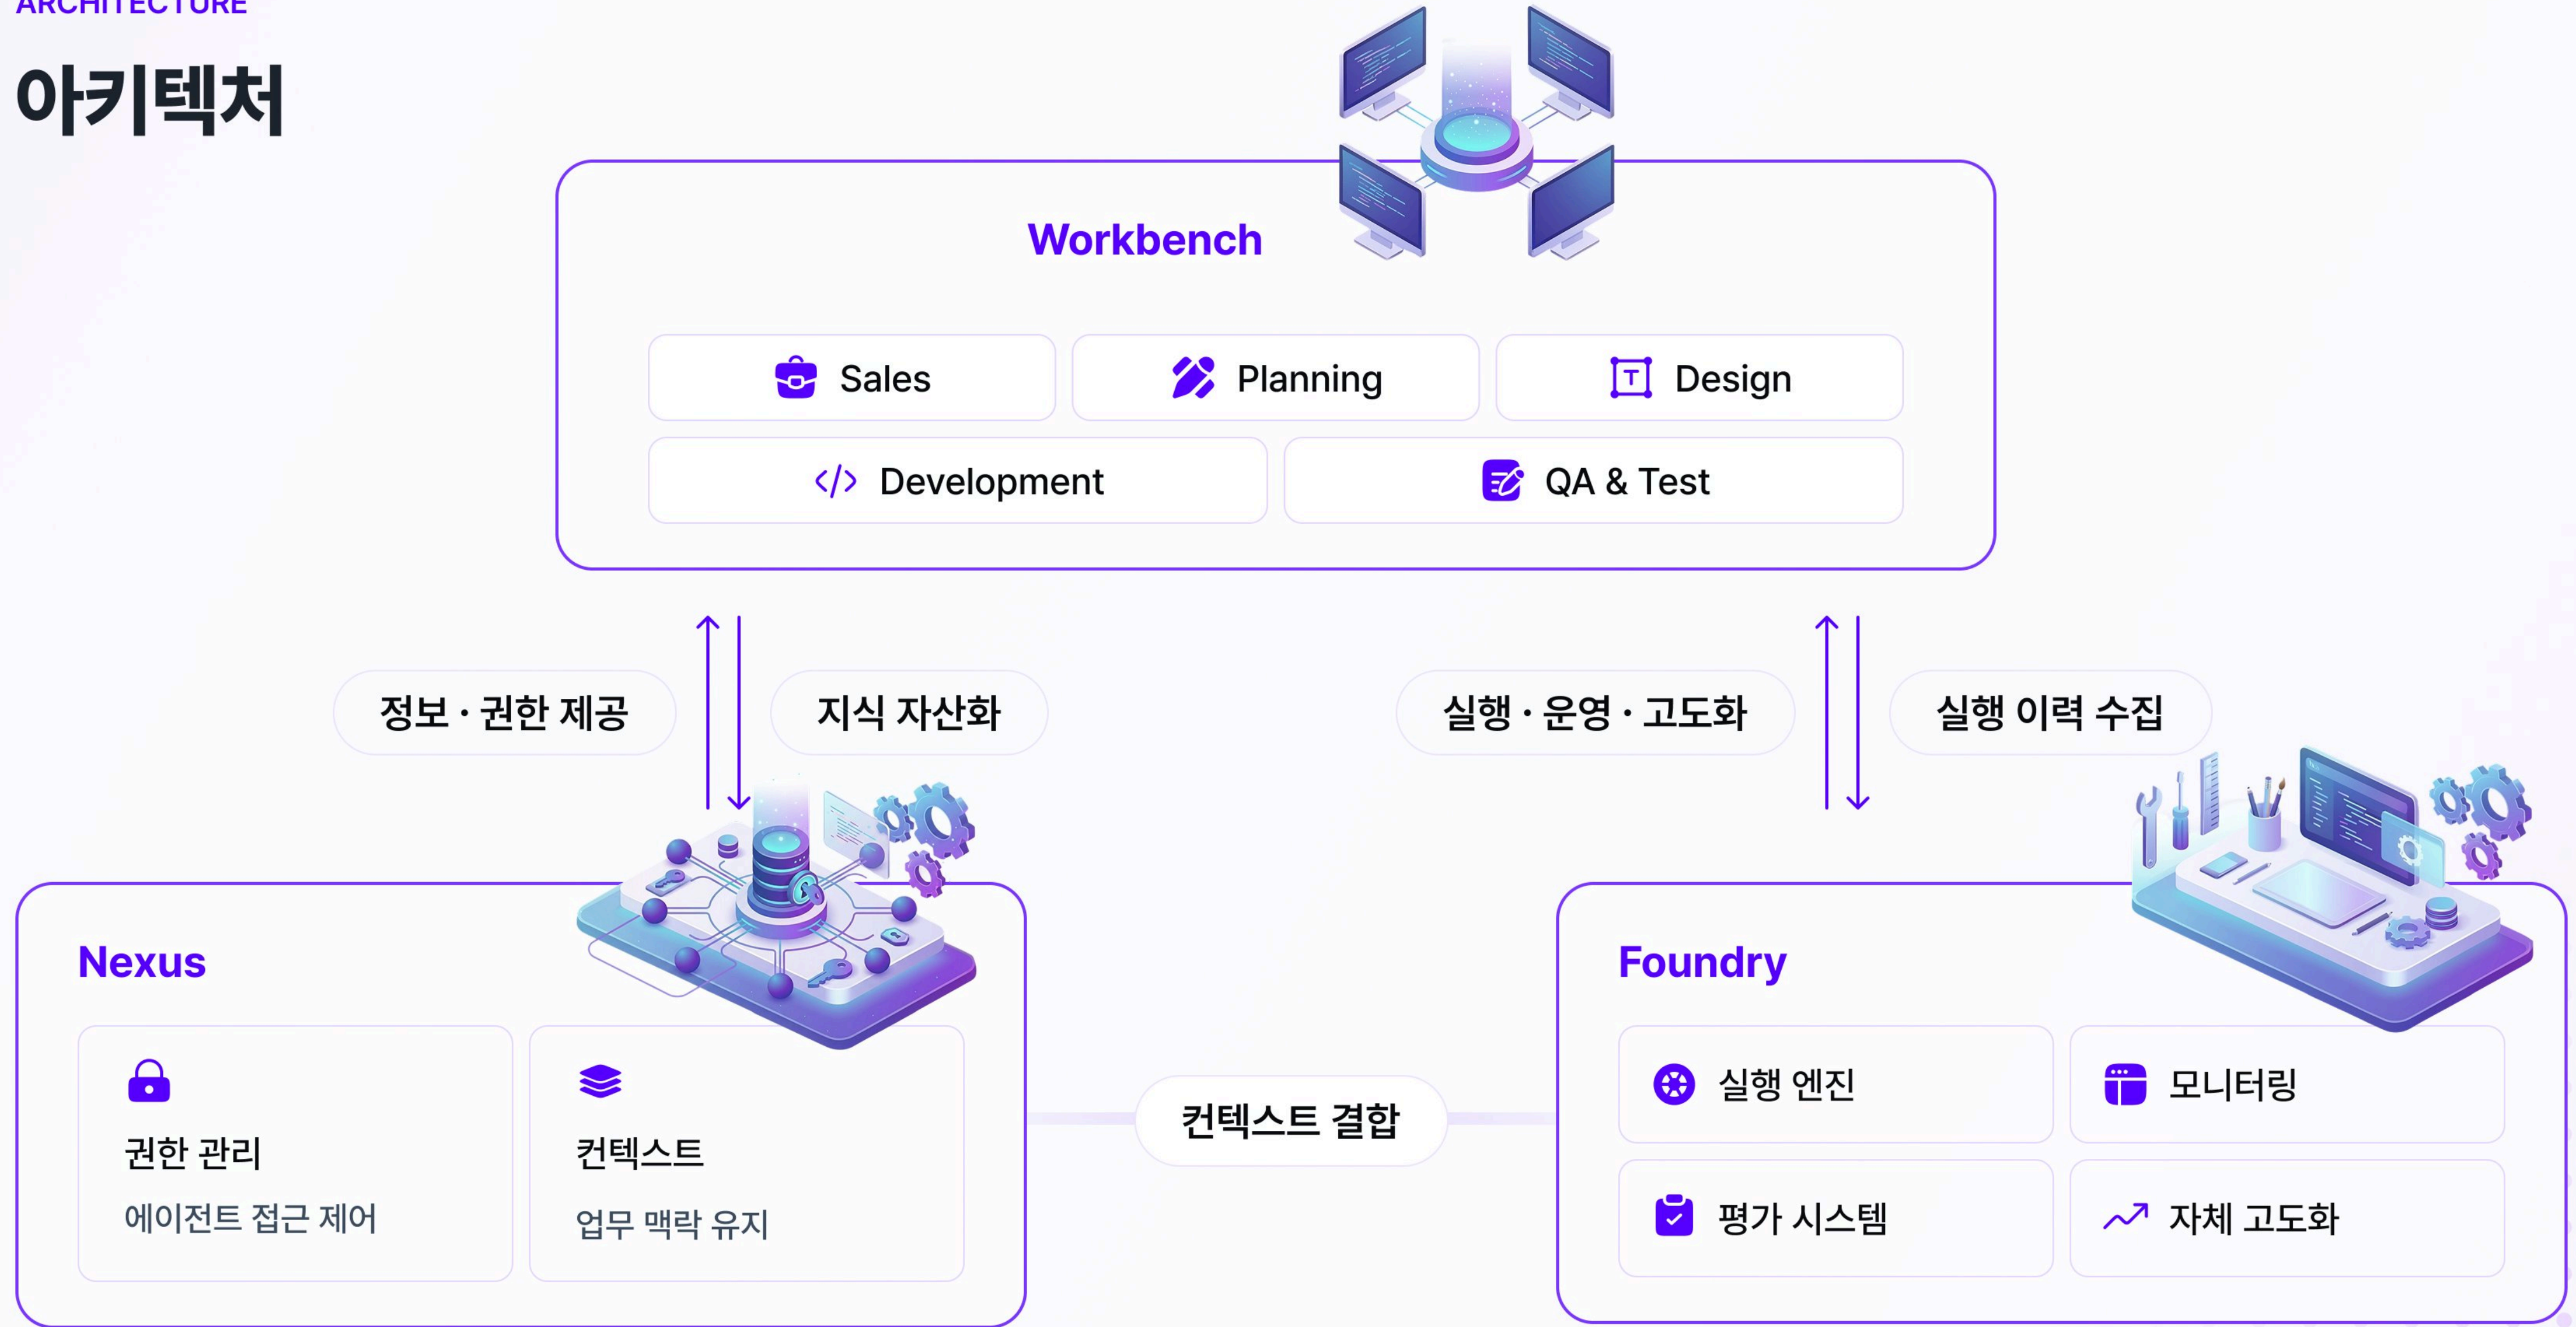 ARCHITECTURE
아키텍처
Workbench
Sales
Planning
Design
Development
QA & Test
정보 · 권한 제공
지식 자산화
실행 · 운영 · 고도화
실행 이력 수집
Nexus
권한 관리
에이전트 접근 제어
컨텍스트
업무 맥락 유지
컨텍스트 결합
Foundry
실행 엔진
모니터링
평가 시스템
자체 고도화